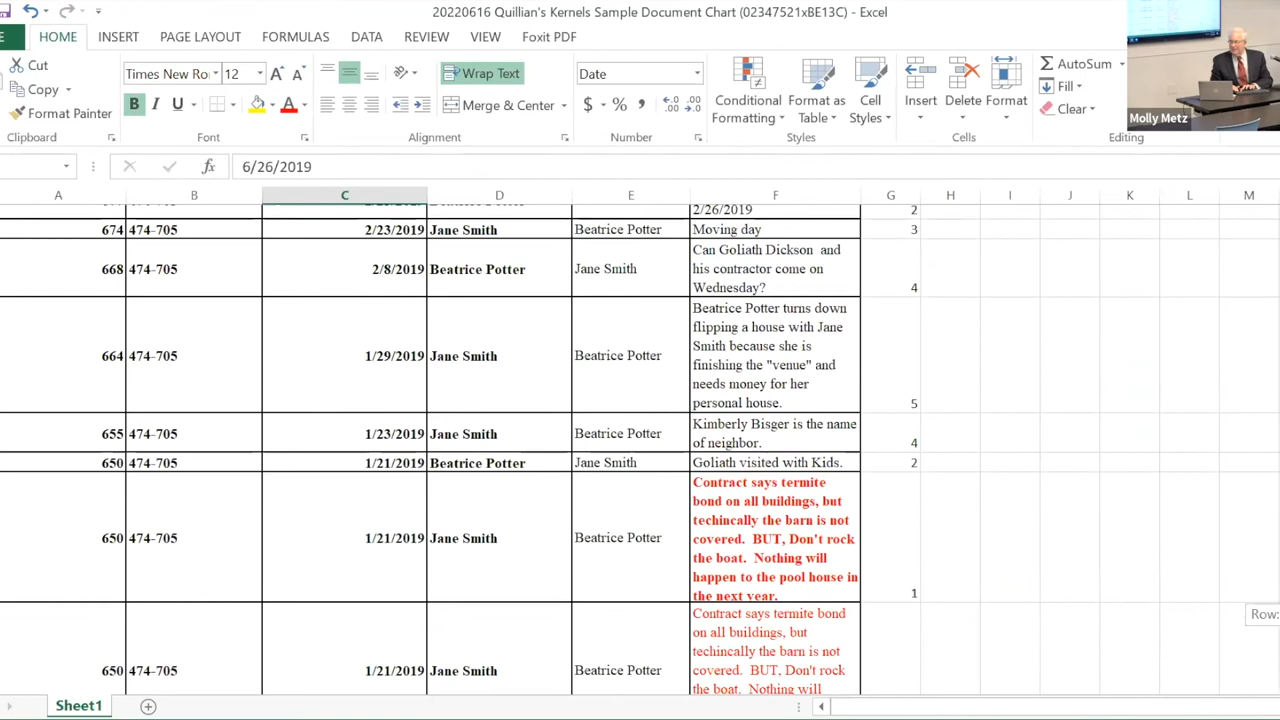 20220616 Quillian's Kernels Sample Document Chart (02347521xBE13C) - Excel
HOME INSERT PAGE LAYOUT FORMULAS DATA REVIEW VIEW Foxit PDF
Cut
Copy
Format Painter
Clipboard
Times New Ro 12
B I U
Font
Wrap Text
Merge & Center
Alignment
Date
$ % ,
Number
Conditional
Formatting
Format as
Table
Cell
Styles
Styles
Insert Delete Format
Cells
AutoSum
Fill
Clear
Editing
Molly Metz
fx 6/26/2019
A B C D E F G H I J K L M
2/26/2019 2
674 474-705 2/23/2019 Jane Smith Beatrice Potter Moving day 3
668 474-705 2/8/2019 Beatrice Potter Jane Smith
Can Goliath Dickson and
his contractor come on
Wednesday? 4
664 474-705 1/29/2019 Jane Smith Beatrice Potter
Beatrice Potter turns down
flipping a house with Jane
Smith because she is
finishing the "venue" and
needs money for her
personal house. 5
655 474-705 1/23/2019 Jane Smith Beatrice Potter
Kimberly Bisger is the name
of neighbor. 4
650 474-705 1/21/2019 Beatrice Potter Jane Smith Goliath visited with Kids. 2
650 474-705 1/21/2019 Jane Smith Beatrice Potter
Contract says termite
bond on all buildings, but
techincally the barn is not
covered. BUT, Don't rock
the boat. Nothing will
happen to the pool house in
the next year. 1
650 474-705 1/21/2019 Jane Smith Beatrice Potter
Contract says termite bond
on all buildings, but
techincally the barn is not
covered. BUT, Don't rock
the boat. Nothing will
Row:
Sheet1